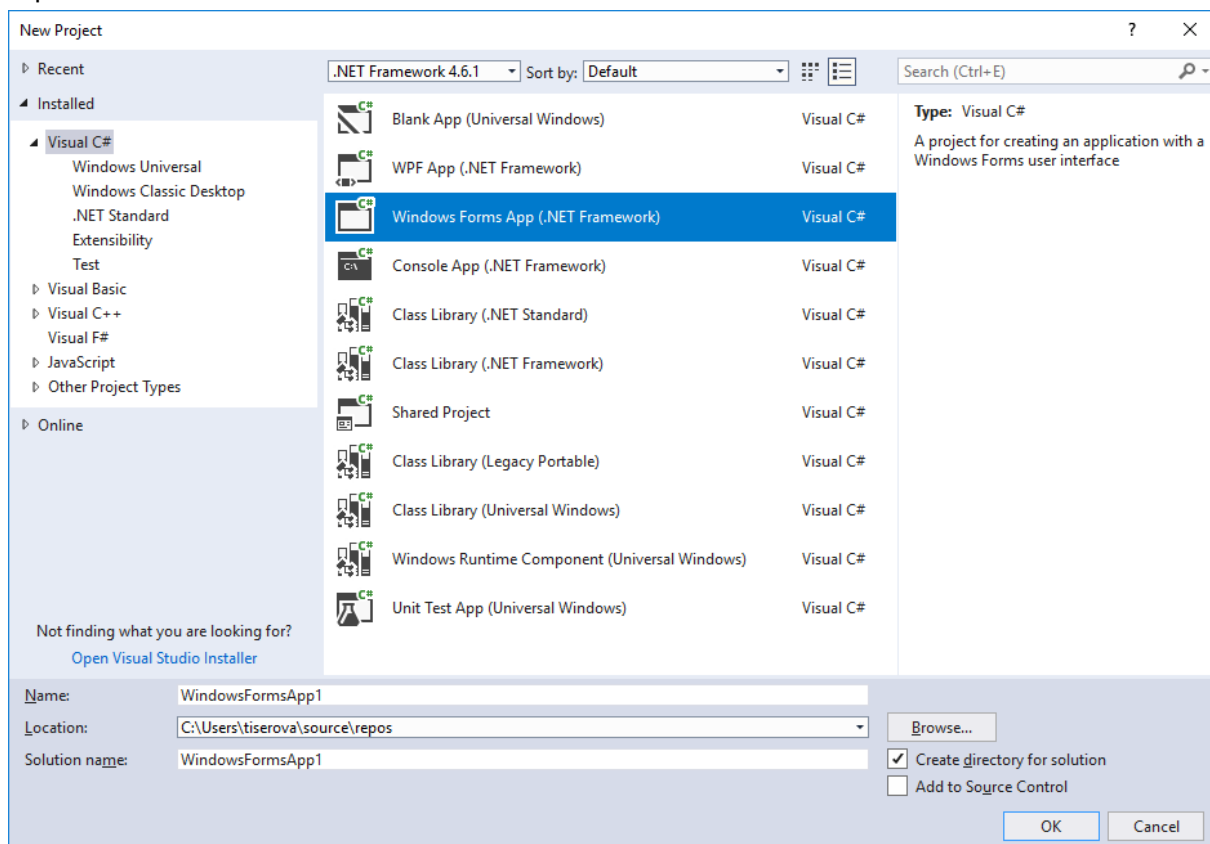 New Project
?
Recent
Installed
Visual C#
Windows Universal
Windows Classic Desktop
.NET Standard
Extensibility
Test
Visual Basic
Visual C++
Visual F#
JavaScript
Other Project Types
Online
Not finding what you are looking for?
Open Visual Studio Installer
.NET Framework 4.6.1 Sort by: Default
C# Blank App (Universal Windows) Visual C#
C# WPF App (.NET Framework) Visual C#
C# Windows Forms App (.NET Framework) Visual C#
C# C:\ Console App (.NET Framework) Visual C#
C# Class Library (.NET Standard) Visual C#
C# Class Library (.NET Framework) Visual C#
C# Shared Project Visual C#
C# Class Library (Legacy Portable) Visual C#
C# Class Library (Universal Windows) Visual C#
C# Windows Runtime Component (Universal Windows) Visual C#
C# Unit Test App (Universal Windows) Visual C#
Search (Ctrl+E)
Type: Visual C#
A project for creating an application with a
Windows Forms user interface
Name: WindowsFormsApp1
Location: C:\Users\tiserova\source\repos Browse...
Solution name: WindowsFormsApp1
Create directory for solution
Add to Source Control
OK Cancel